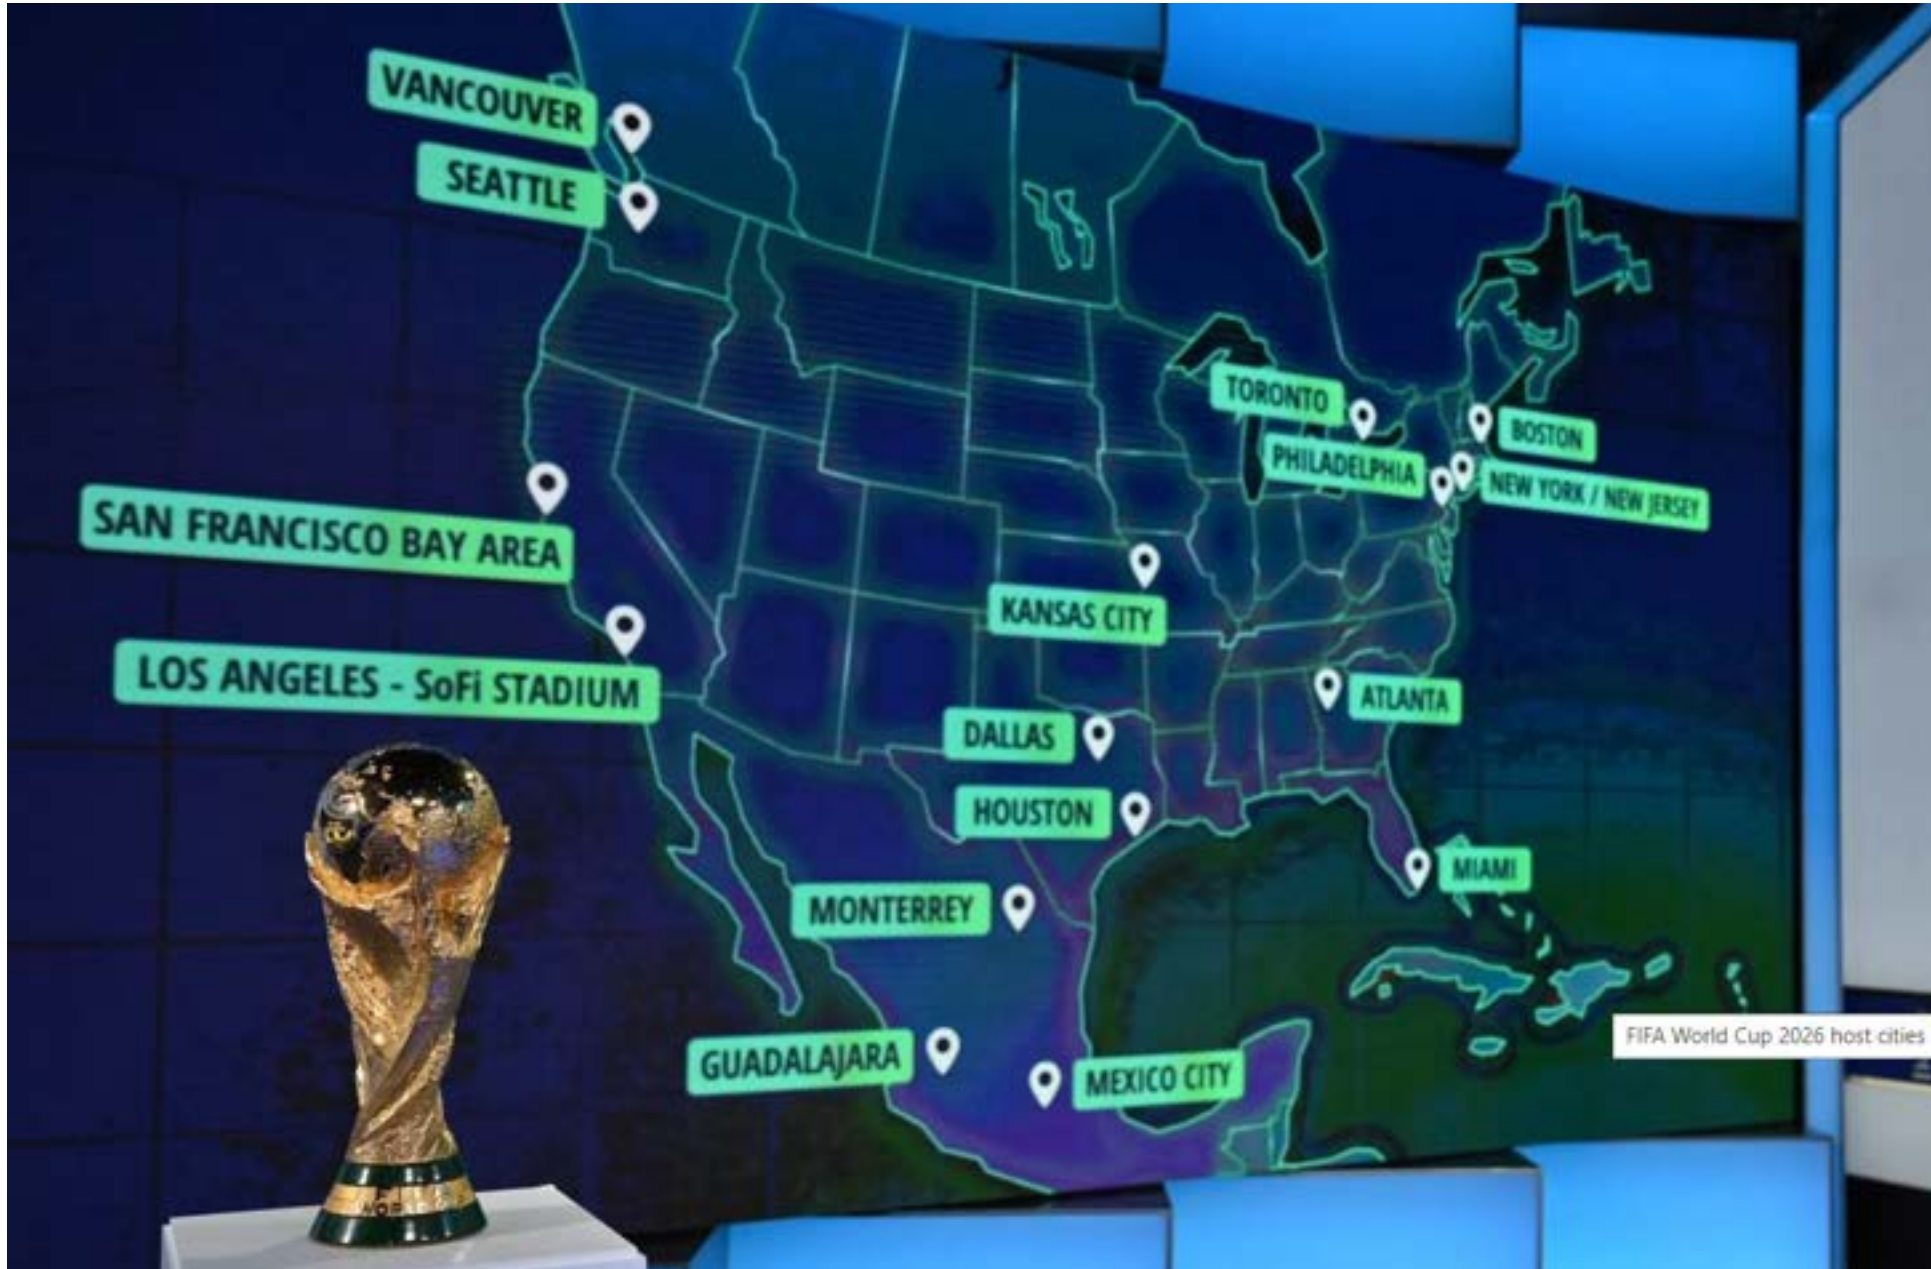 VANCOUVER
SEATTLE
TORONTO
BOSTON
PHILADELPHIA
NEW YORK / NEW JERSEY
SAN FRANCISCO BAY AREA
KANSAS CITY
LOS ANGELES - SoFi STADIUM
ATLANTA
DALLAS
HOUSTON
MIAMI
MONTERREY
FIFA World Cup 2026 host cities
GUADALAJARA
MEXICO CITY